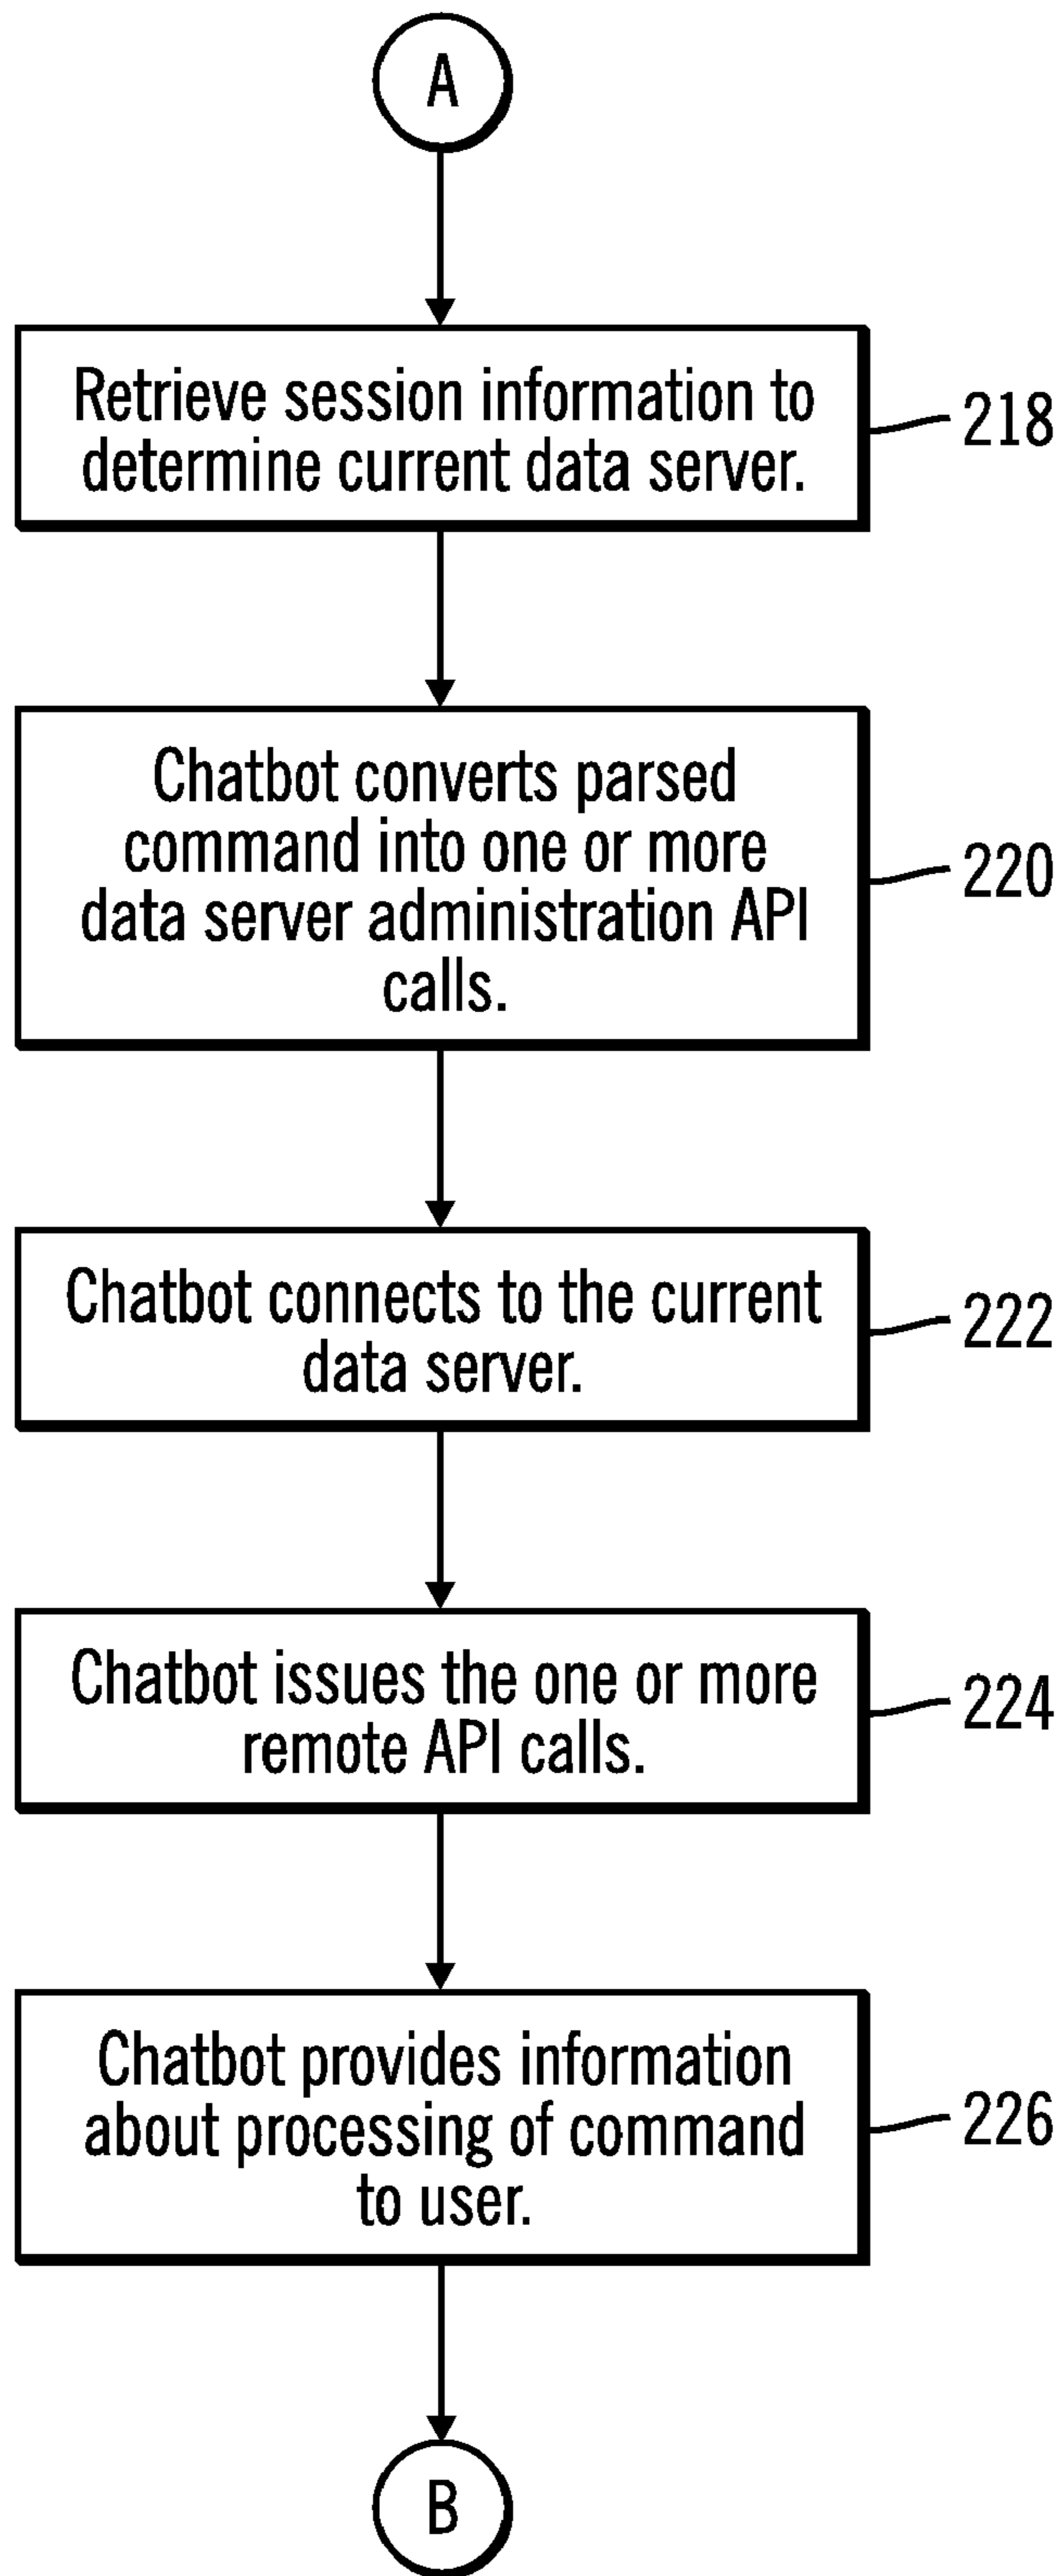 A
Retrieve session information to
determine current data server.
218
Chatbot converts parsed
command into one or more
data server administration API
calls.
220
Chatbot connects to the current
data server.
222
Chatbot issues the one or more
remote API calls.
224
Chatbot provides information
about processing of command
to user.
226
B